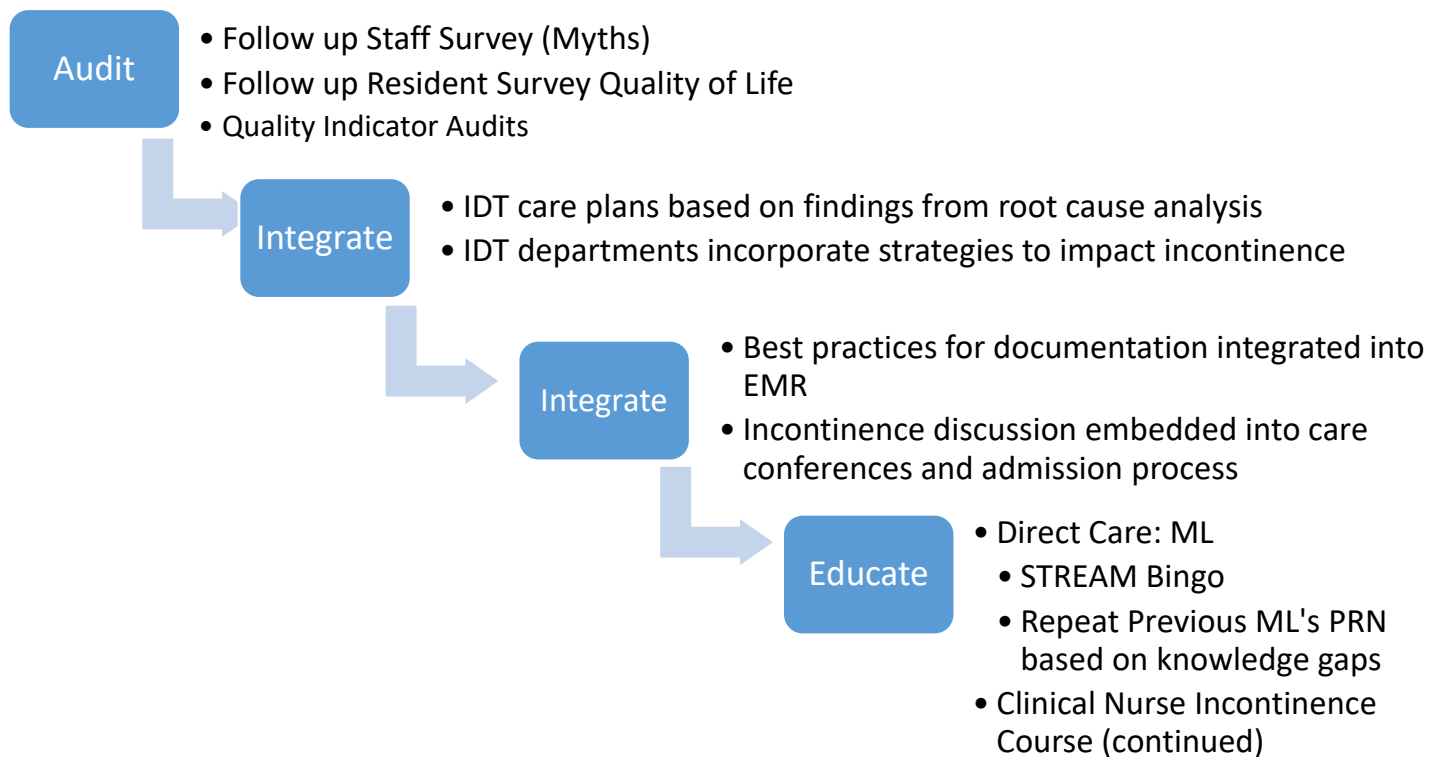 Audit
• Follow up Staff Survey (Myths)
• Follow up Resident Survey Quality of Life
• Quality Indicator Audits
Integrate
• IDT care plans based on findings from root cause analysis
• IDT departments incorporate strategies to impact incontinence
Integrate
• Best practices for documentation integrated into
EMR
• Incontinence discussion embedded into care
conferences and admission process
Educate
• Direct Care: ML
• STREAM Bingo
• Repeat Previous ML's PRN
based on knowledge gaps
• Clinical Nurse Incontinence
Course (continued)